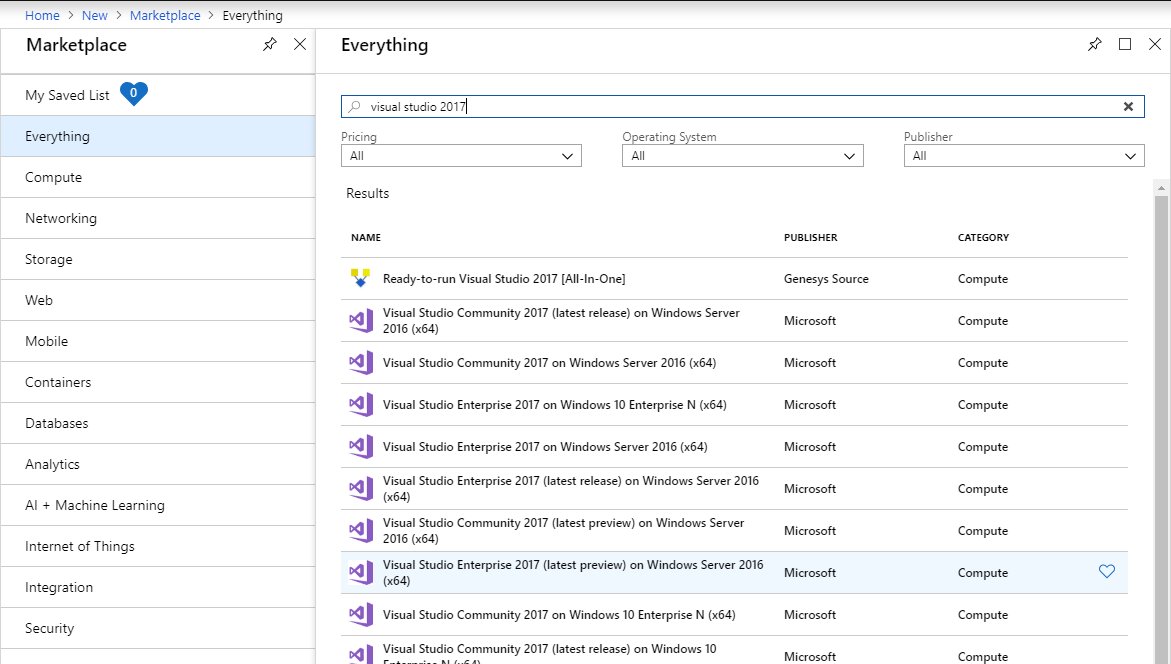 Home > New > Marketplace > Everything
Marketplace
My Saved List 0
Everything
Compute
Networking
Storage
Web
Mobile
Containers
Databases
Analytics
AI + Machine Learning
Internet of Things
Integration
Security
Everything
visual studio 2017
Pricing Operating System Publisher
All All All
Results
NAME PUBLISHER CATEGORY
Ready-to-run Visual Studio 2017 [All-In-One] Genesys Source Compute
Visual Studio Community 2017 (latest release) on Windows Server
2016 (x64) Microsoft Compute
Visual Studio Community 2017 on Windows Server 2016 (x64) Microsoft Compute
Visual Studio Enterprise 2017 on Windows 10 Enterprise N (x64) Microsoft Compute
Visual Studio Enterprise 2017 on Windows Server 2016 (x64) Microsoft Compute
Visual Studio Enterprise 2017 (latest release) on Windows Server 2016
(x64) Microsoft Compute
Visual Studio Community 2017 (latest preview) on Windows Server
2016 (x64) Microsoft Compute
Visual Studio Enterprise 2017 (latest preview) on Windows Server 2016
(x64) Microsoft Compute
Visual Studio Community 2017 on Windows 10 Enterprise N (x64) Microsoft Compute
Visual Studio Community 2017 (latest release) on Windows 10
Enterprise N (x64) Microsoft Compute